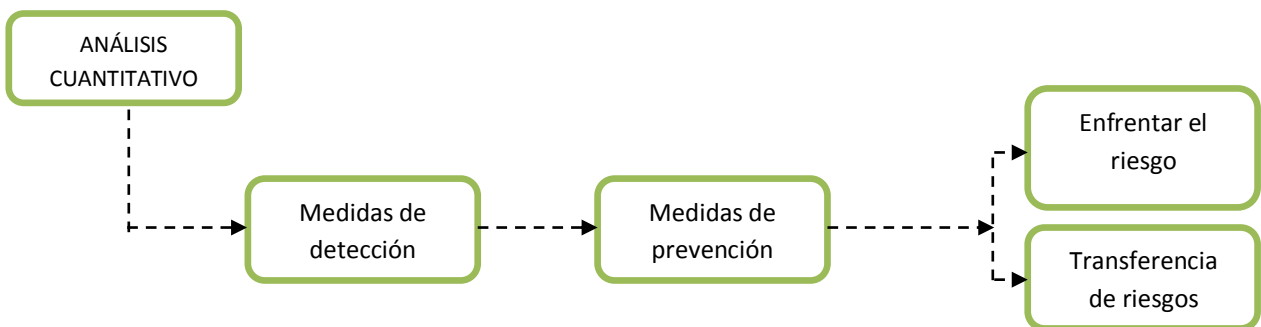 ANÁLISIS
CUANTITATIVO
Medidas de
detección
Medidas de
prevención
Enfrentar el
riesgo
Transferencia
de riesgos